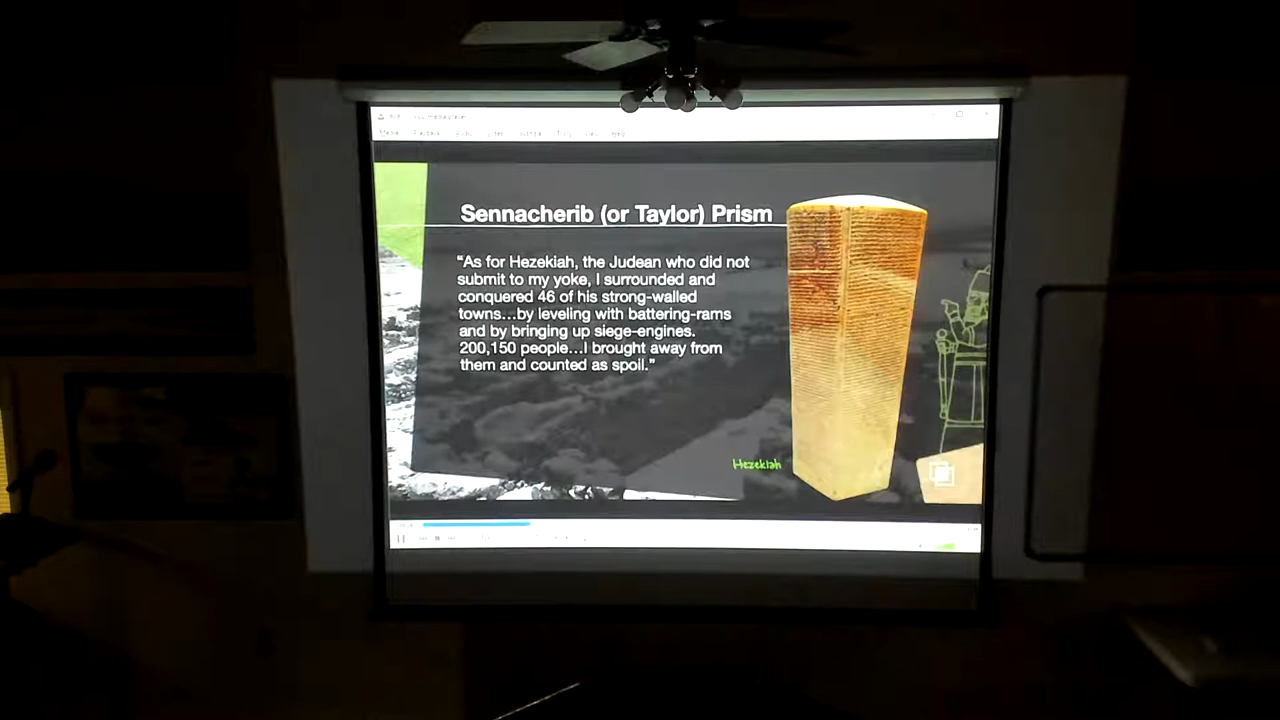 Sennacherib (or Taylor) Prism
“As for Hezekiah, the Judean who did not
submit to my yoke, I surrounded and
conquered 46 of his strong-walled
towns...by leveling with battering-rams
and by bringing up siege-engines.
200,150 people...I brought away from
them and counted as spoil.”
Hezekiah